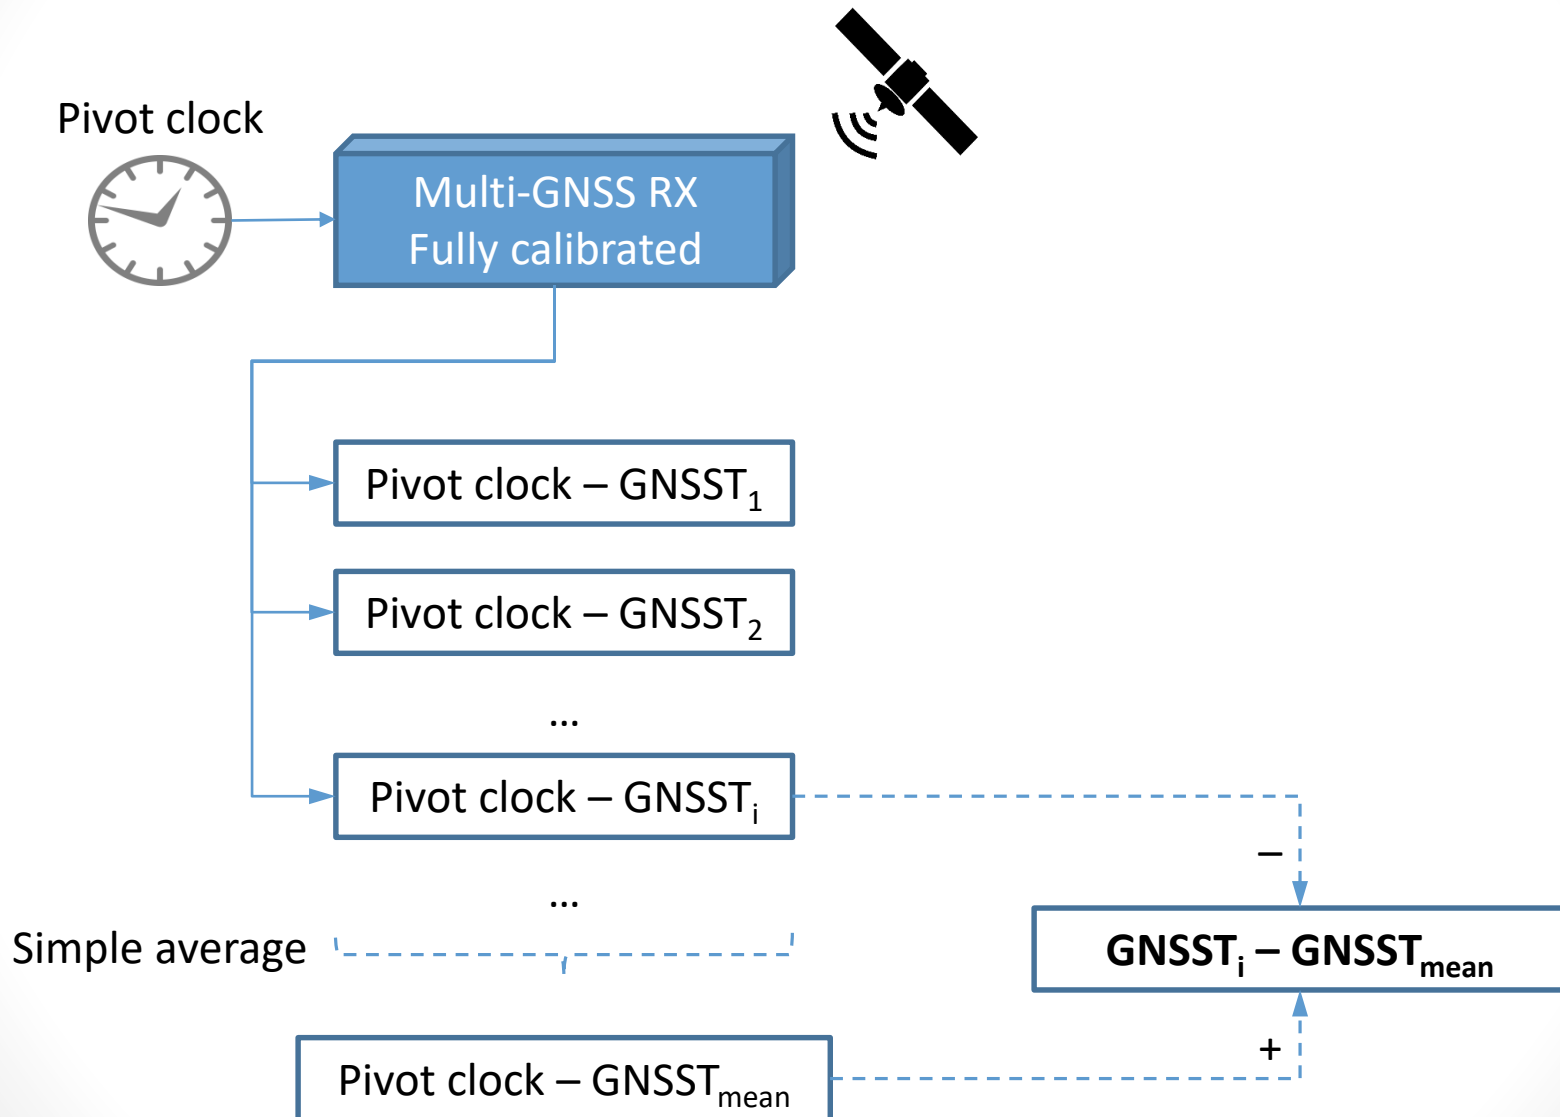 Pivot clock
Multi-GNSS RX
Fully calibrated
Pivot clock – GNSST₁
Pivot clock – GNSST₂
...
Pivot clock – GNSSTᵢ
–
...
Simple average
GNSSTᵢ – GNSSTmean
+
Pivot clock – GNSSTmean